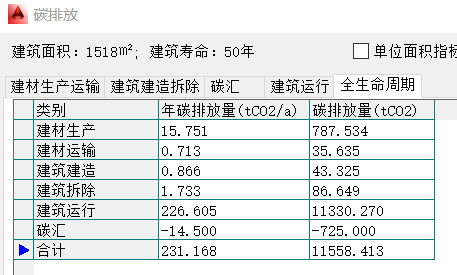 碳排放
建筑面积：1518㎡；建筑寿命：50年
单位面积指标
建材生产运输 建筑建造拆除 碳汇 建筑运行 全生命周期
类别 年碳排放量(tCO2/a) 碳排放量(tCO2)
建材生产 15.751 787.534
建材运输 0.713 35.635
建筑建造 0.866 43.325
建筑拆除 1.733 86.649
建筑运行 226.605 11330.270
碳汇 -14.500 -725.000
合计 231.168 11558.413